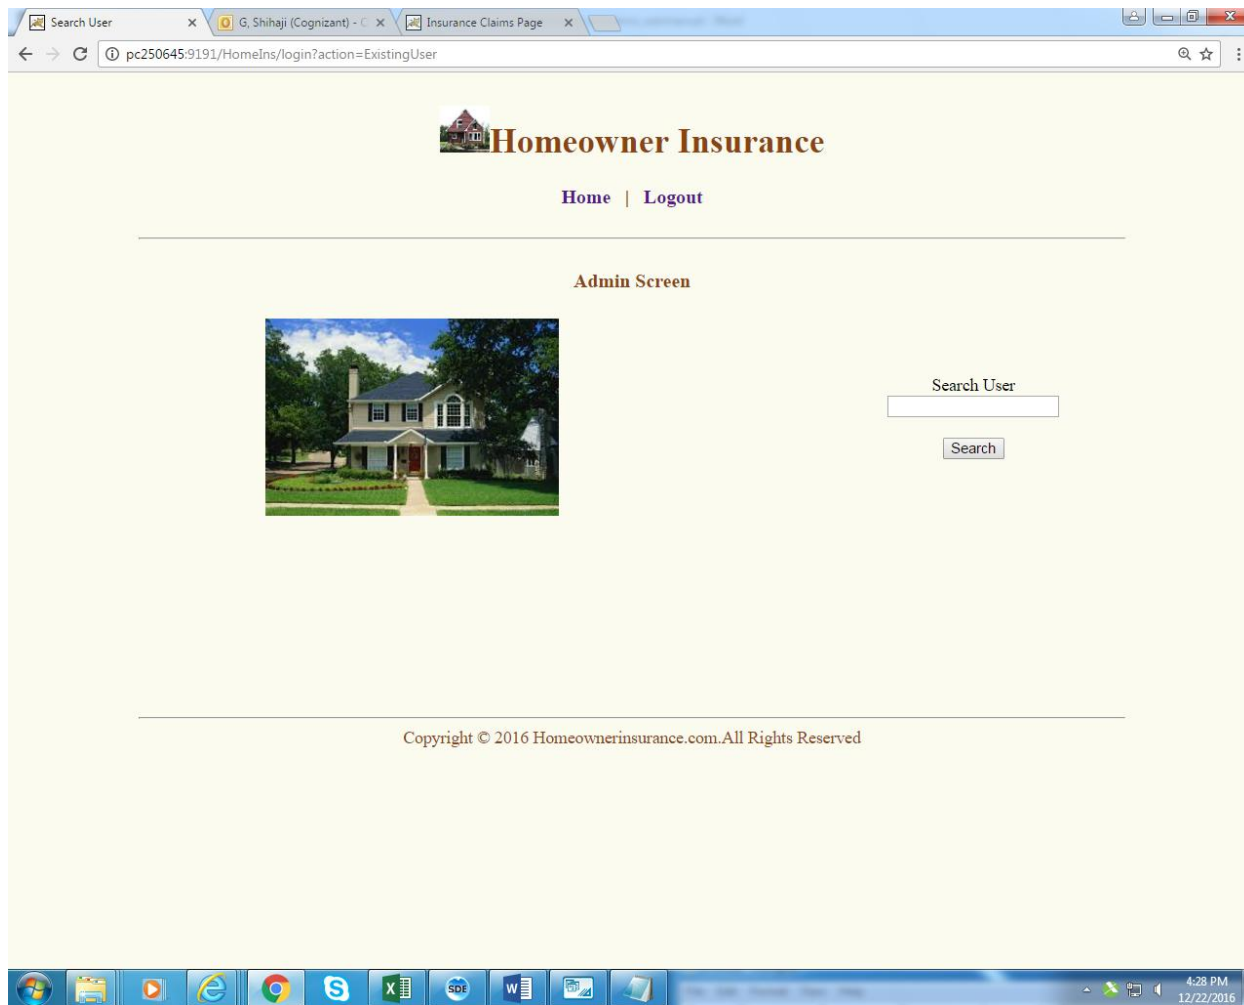 Search User
G, Shihaji (Cognizant) - C
Insurance Claims Page
pc250645:9191/HomeIns/login?action=ExistingUser
Homeowner Insurance
Home | Logout
Admin Screen
Search User
Search
Copyright © 2016 Homeownerinsurance.com.All Rights Reserved
SDE
4:28 PM
12/22/2016